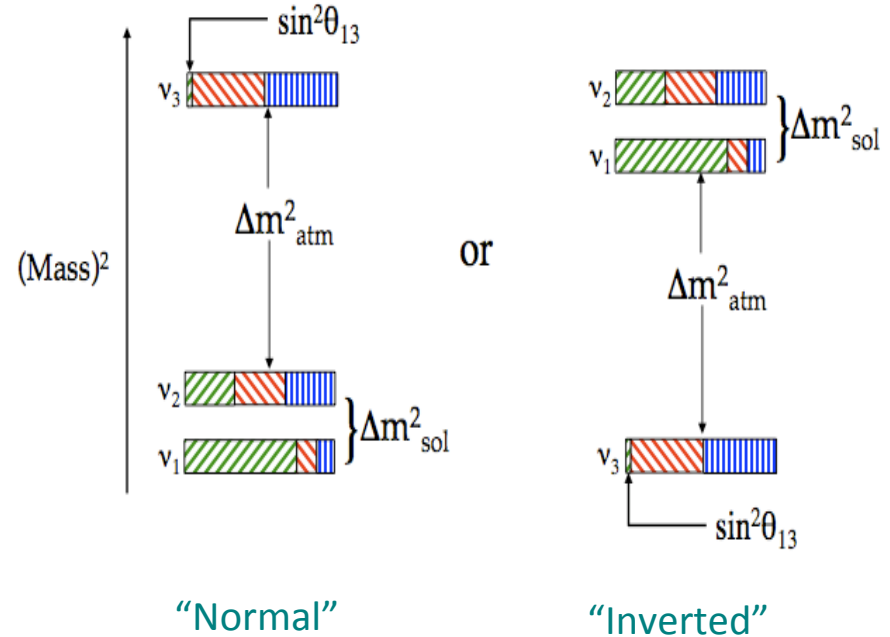 sin²θ₁₃
ν₃
Δm²atm
(Mass)²
ν₂
ν₁
}Δm²sol
"Normal"
or
ν₂
ν₁
}Δm²sol
Δm²atm
ν₃
sin²θ₁₃
"Inverted"